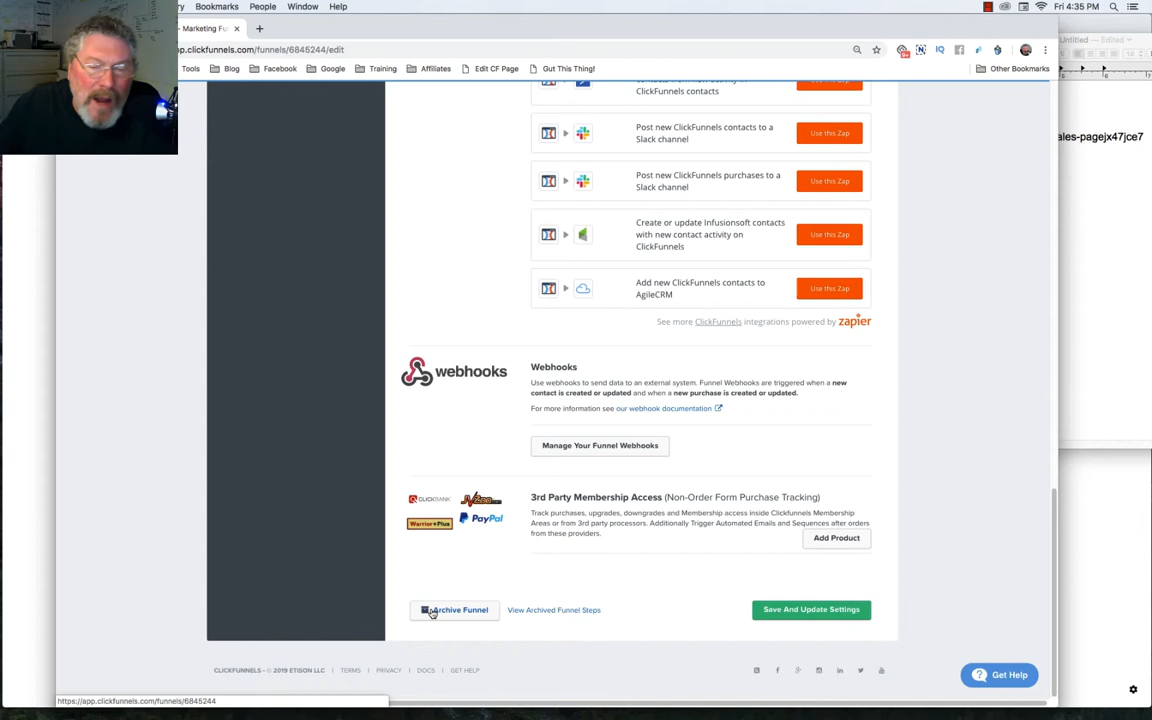 ry Bookmarks People Window Help Fri 4:35 PM
Marketing Fu Untitled — Edited
pp.clickfunnels.com/funnels/6845244/edit
Tools Blog Facebook Google Training Affiliates Edit CF Page Gut This Thing! Other Bookmarks
ClickFunnels contacts
Post new ClickFunnels contacts to a Use this Zap
Slack channel
ales-pagejx47jce7
Post new ClickFunnels purchases to a Use this Zap
Slack channel
Create or update Infusionsoft contacts
with new contact activity on Use this Zap
ClickFunnels
Add new ClickFunnels contacts to Use this Zap
AgileCRM
See more ClickFunnels integrations powered by zapier
webhooks Webhooks
Use webhooks to send data to an external system. Funnel Webhooks are triggered when a new
contact is created or updated and when a new purchase is created or updated.
For more information see our webhook documentation
Manage Your Funnel Webhooks
CLICKBANK JVZoo 3rd Party Membership Access (Non-Order Form Purchase Tracking)
Warrior+Plus PayPal Track purchases, upgrades, downgrades and Membership access inside Clickfunnels Membership
Areas or from 3rd party processors. Additionally Trigger Automated Emails and Sequences after orders
from these providers.
Add Product
Archive Funnel View Archived Funnel Steps Save And Update Settings
CLICKFUNNELS - © 2019 ETISON LLC TERMS PRIVACY DOCS GET HELP
Get Help
https://app.clickfunnels.com/funnels/6845244